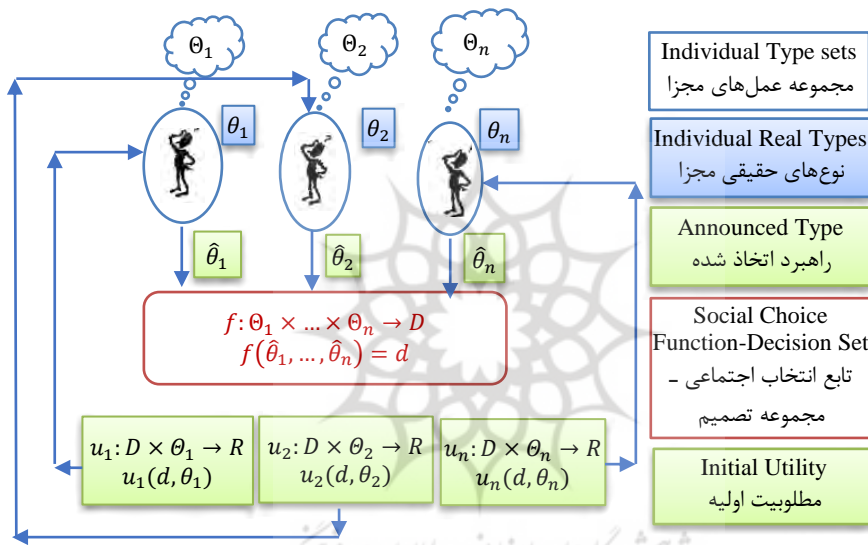 Θ₁
Θ₂
Θₙ
θ₁
θ₂
θₙ
θ̂₁
θ̂₂
θ̂ₙ
f: Θ₁ × … × Θₙ → D
f(θ̂₁, …, θ̂ₙ) = d
u₁: D × Θ₁ → R
u₁(d, θ₁)
u₂: D × Θ₂ → R
u₂(d, θ₂)
uₙ: D × Θₙ → R
uₙ(d, θₙ)
Individual Type sets
مجموعه عمل‌های مجزا
Individual Real Types
نوع‌های حقیقی مجزا
Announced Type
راهبرد اتخاذ شده
Social Choice
Function-Decision Set
تابع انتخاب اجتماعی ـ
مجموعه تصمیم
Initial Utility
مطلوبیت اولیه